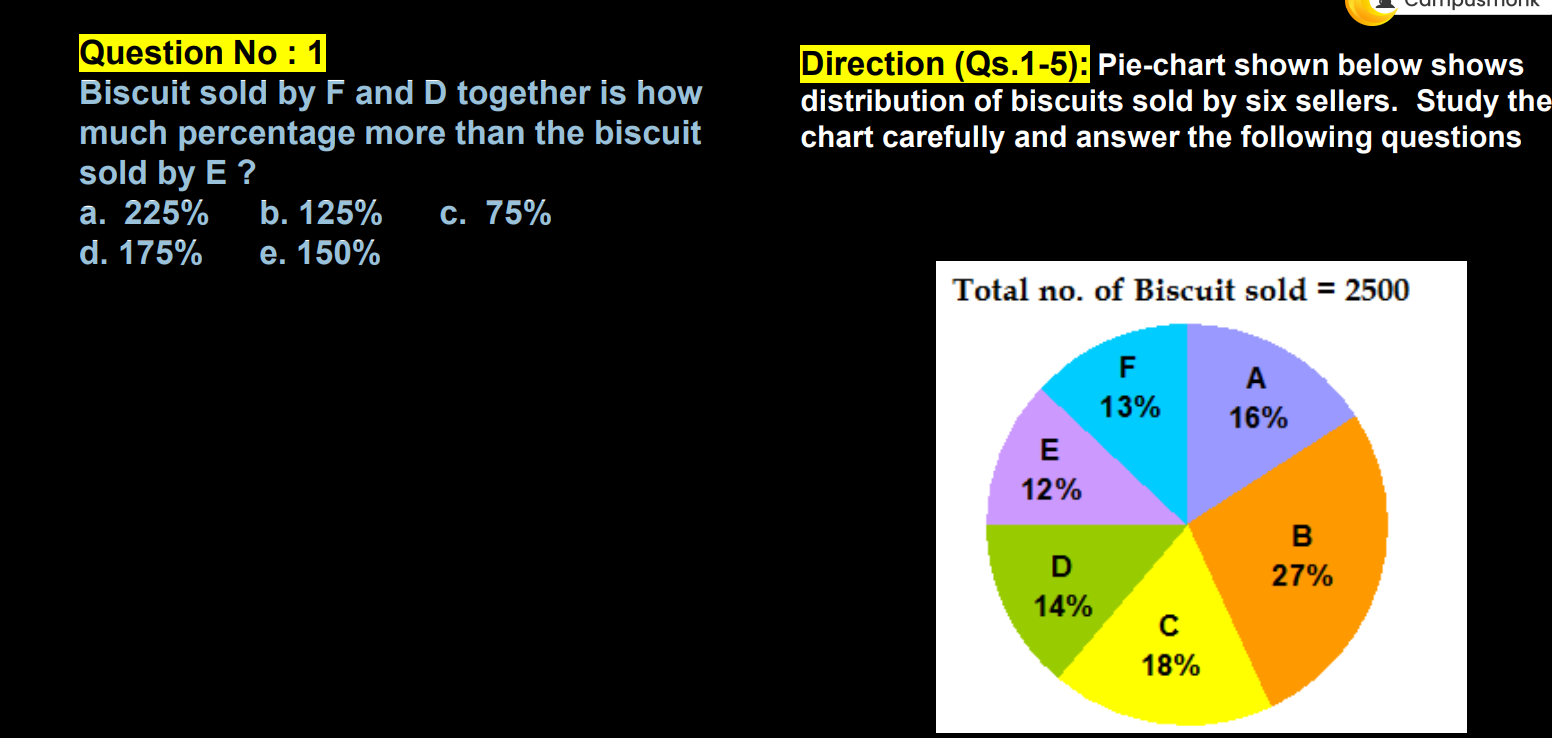 Campusmonk
Question No : 1
Biscuit sold by F and D together is how
much percentage more than the biscuit
sold by E ?
a. 225% b. 125% c. 75%
d. 175% e. 150%
Direction (Qs.1-5): Pie-chart shown below shows
distribution of biscuits sold by six sellers. Study the
chart carefully and answer the following questions
Total no. of Biscuit sold = 2500
F
13%
A
16%
E
12%
B
27%
D
14%
C
18%